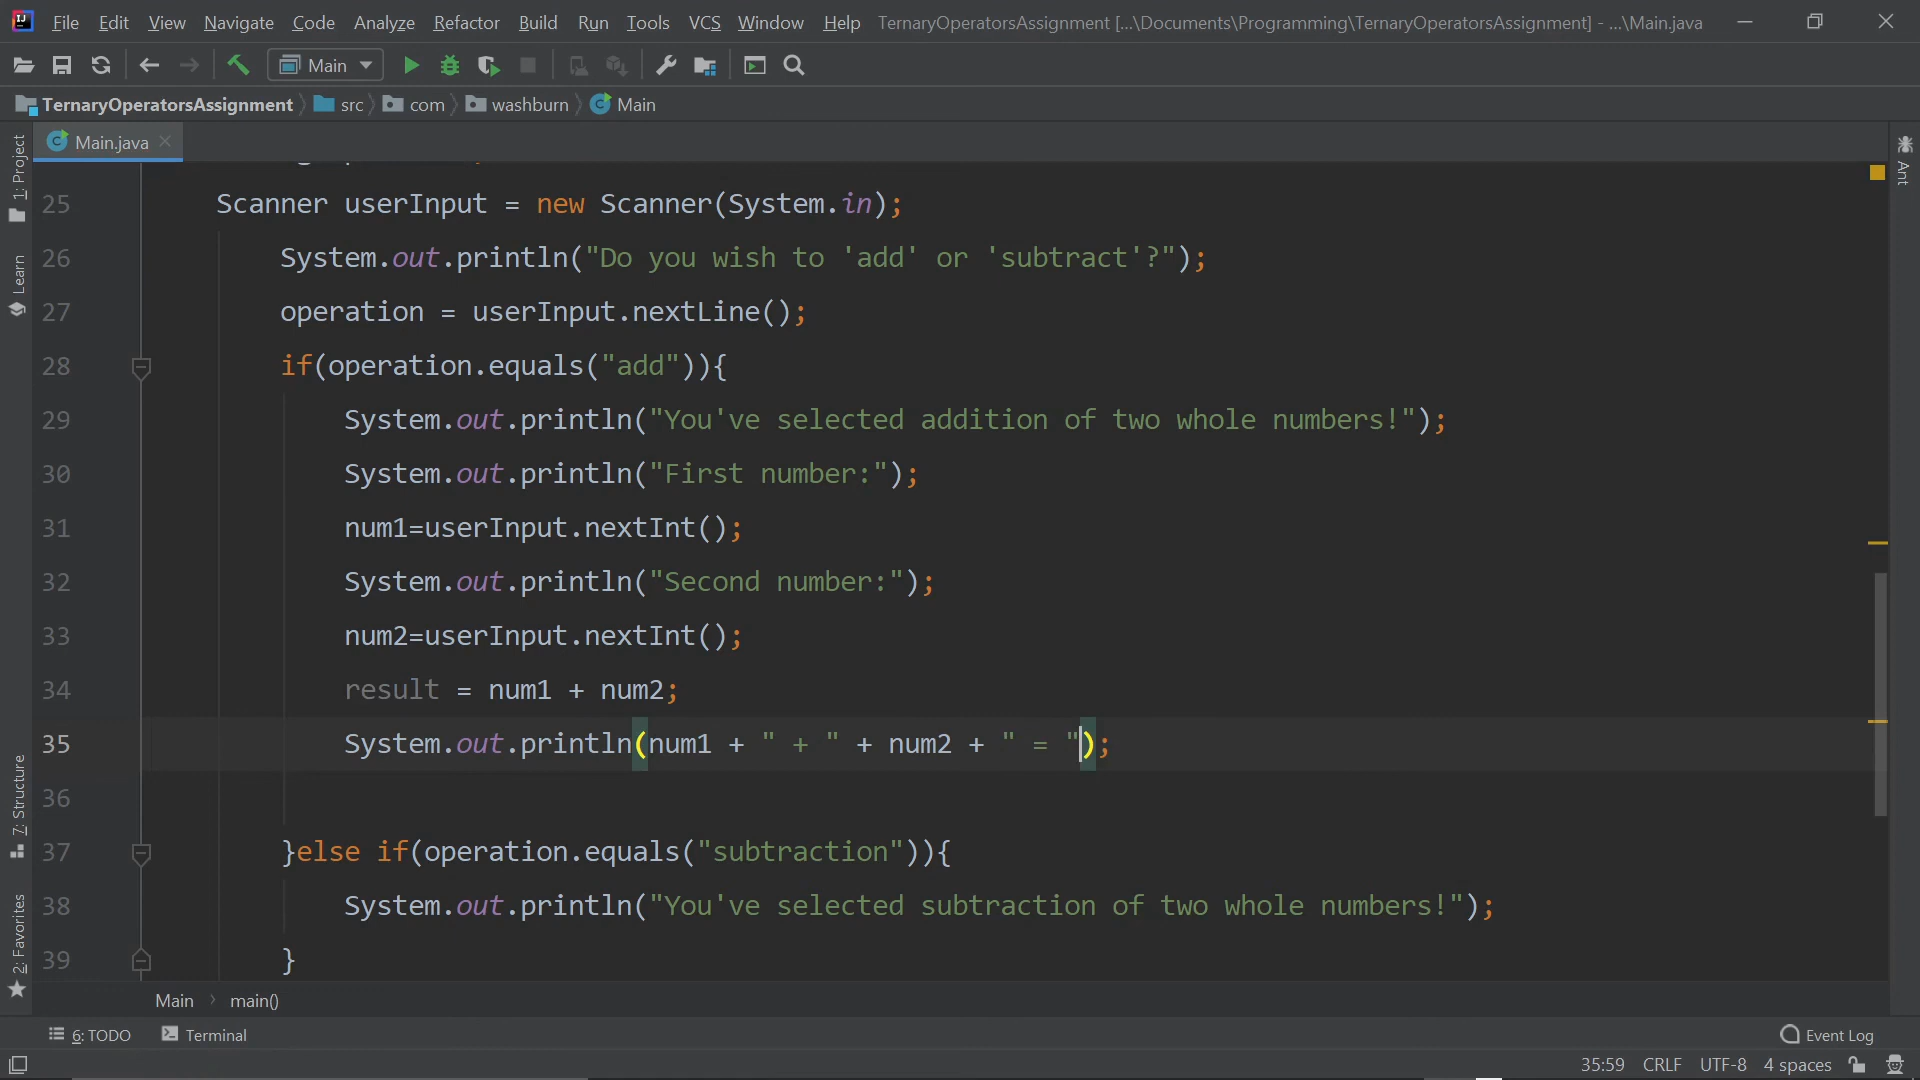 File Edit View Navigate Code Analyze Refactor Build Run Tools VCS Window Help TernaryOperatorsAssignment [...\Documents\Programming\TernaryOperatorsAssignment] - ...\Main.java
Main
TernaryOperatorsAssignment src com washburn Main
Main.java
1: Project
Learn
7: Structure
2: Favorites
Ant
25 Scanner userInput = new Scanner(System.in);
26 System.out.println("Do you wish to 'add' or 'subtract'?");
27 operation = userInput.nextLine();
28 if(operation.equals("add")){
29 System.out.println("You've selected addition of two whole numbers!");
30 System.out.println("First number:");
31 num1=userInput.nextInt();
32 System.out.println("Second number:");
33 num2=userInput.nextInt();
34 result = num1 + num2;
35 System.out.println(num1 + " + " + num2 + " = ");
36
37 }else if(operation.equals("subtraction")){
38 System.out.println("You've selected subtraction of two whole numbers!");
39 }
Main main()
6: TODO Terminal Event Log
35:59 CRLF UTF-8 4 spaces